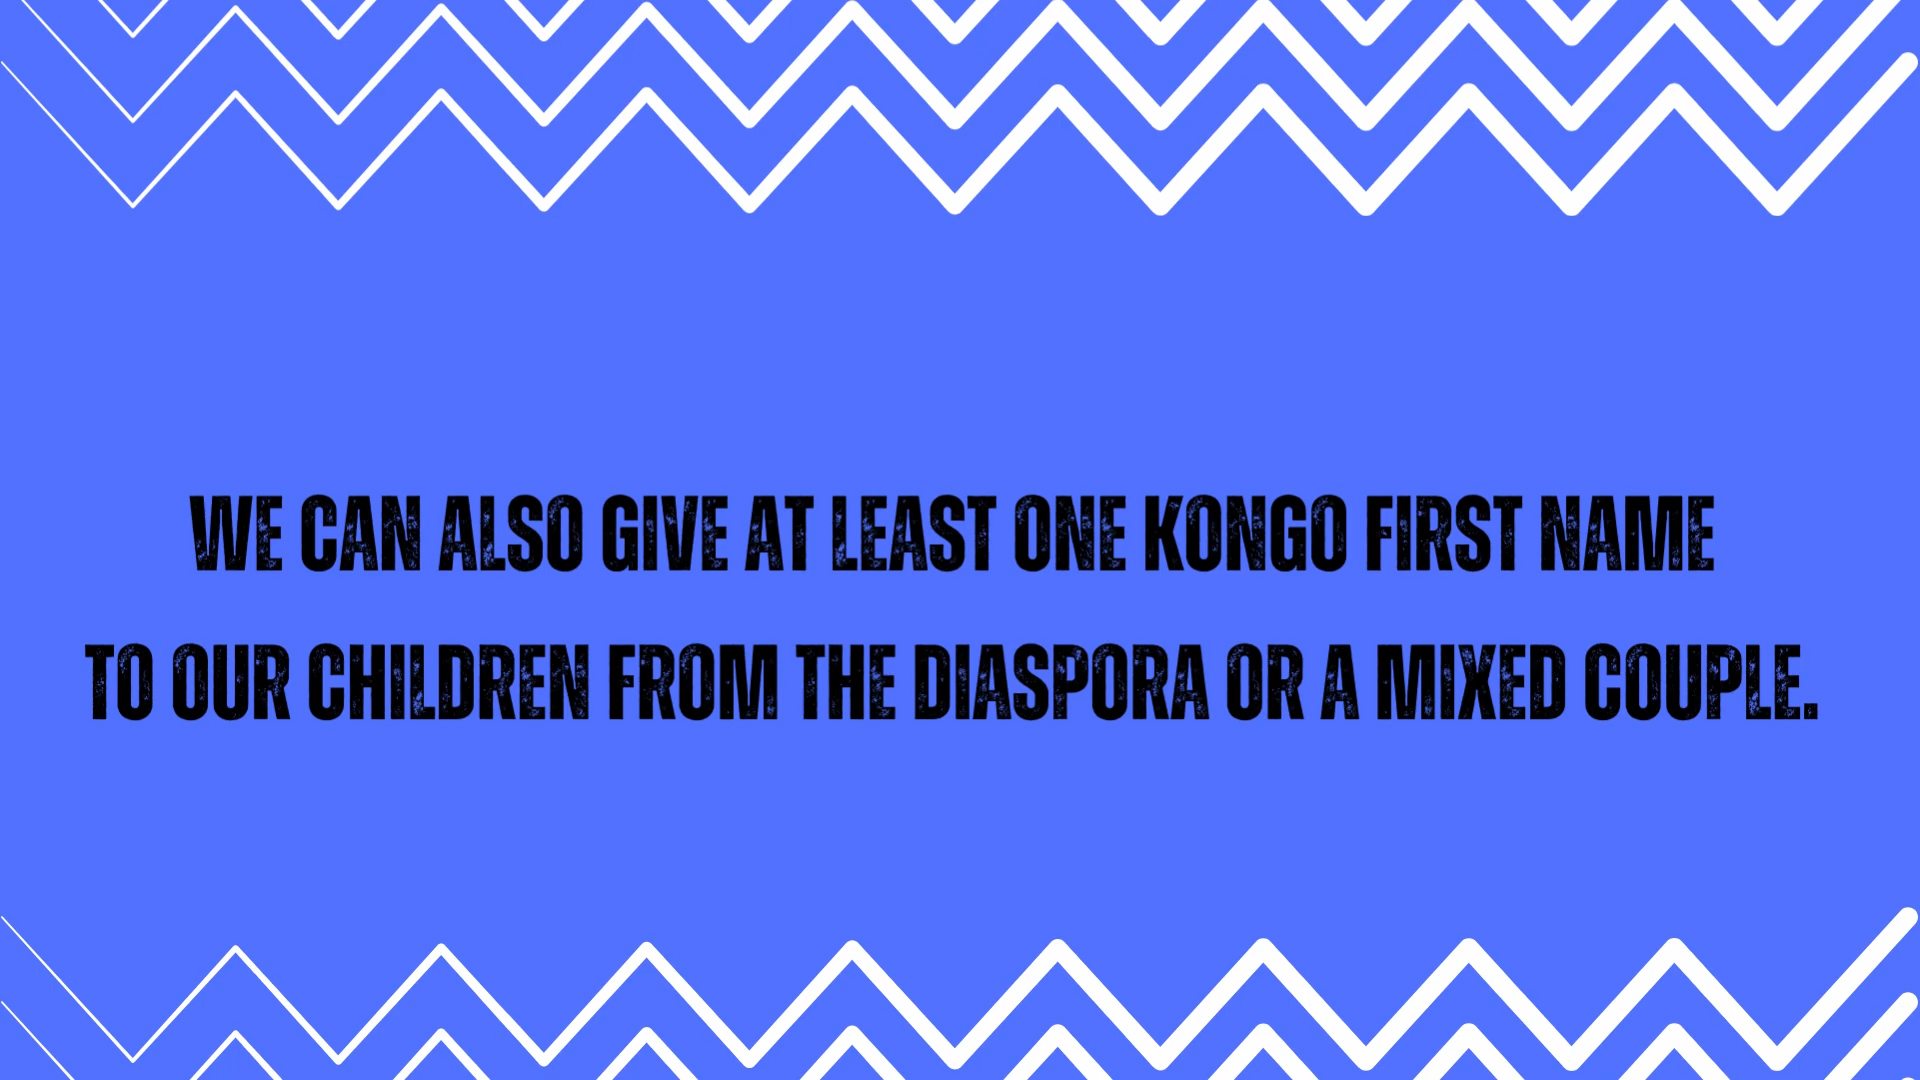 WE CAN ALSO GIVE AT LEAST ONE KONGO FIRST NAME
TO OUR CHILDREN FROM THE DIASPORA OR A MIXED COUPLE.